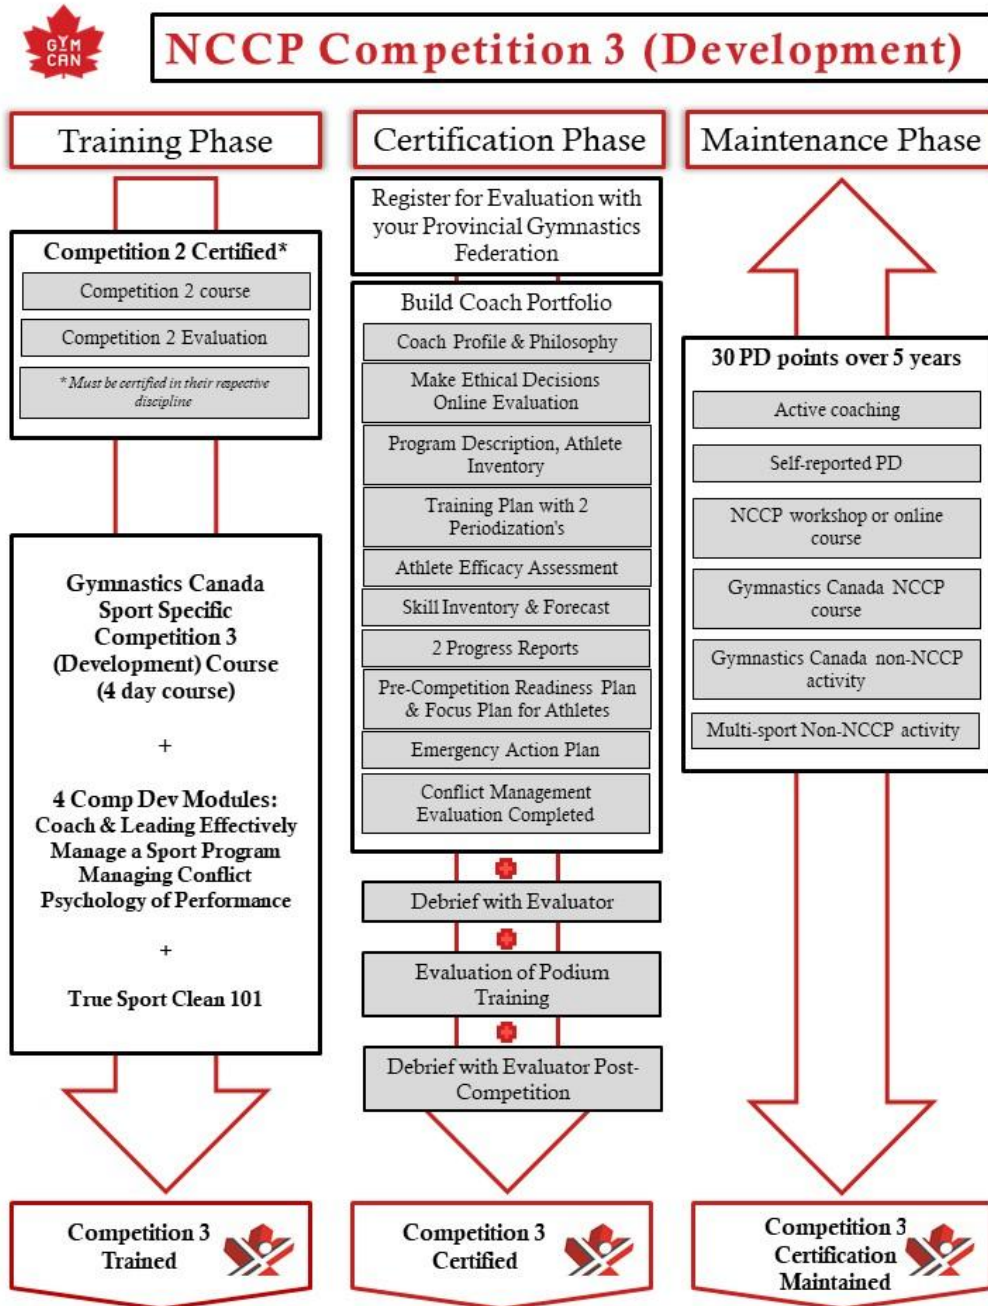 GYM
CAN
NCCP Competition 3 (Development)
Training Phase
Competition 2 Certified*
Competition 2 course
Competition 2 Evaluation
* Must be certified in their respective
discipline
Gymnastics Canada
Sport Specific
Competition 3
(Development) Course
(4 day course)
+
4 Comp Dev Modules:
Coach & Leading Effectively
Manage a Sport Program
Managing Conflict
Psychology of Performance
+
True Sport Clean 101
Competition 3
Trained
Certification Phase
Register for Evaluation with
your Provincial Gymnastics
Federation
Build Coach Portfolio
Coach Profile & Philosophy
Make Ethical Decisions
Online Evaluation
Program Description, Athlete
Inventory
Training Plan with 2
Periodization's
Athlete Efficacy Assessment
Skill Inventory & Forecast
2 Progress Reports
Pre-Competition Readiness Plan
& Focus Plan for Athletes
Emergency Action Plan
Conflict Management
Evaluation Completed
Debrief with Evaluator
Evaluation of Podium
Training
Debrief with Evaluator Post-
Competition
Competition 3
Certified
Maintenance Phase
30 PD points over 5 years
Active coaching
Self-reported PD
NCCP workshop or online
course
Gymnastics Canada NCCP
course
Gymnastics Canada non-NCCP
activity
Multi-sport Non-NCCP activity
Competition 3
Certification
Maintained